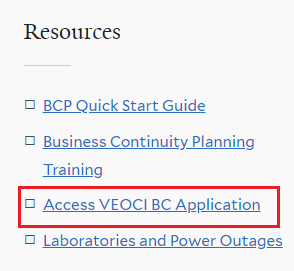 Resources
BCP Quick Start Guide
Business Continuity Planning
Training
Access VEOCI BC Application
Laboratories and Power Outages